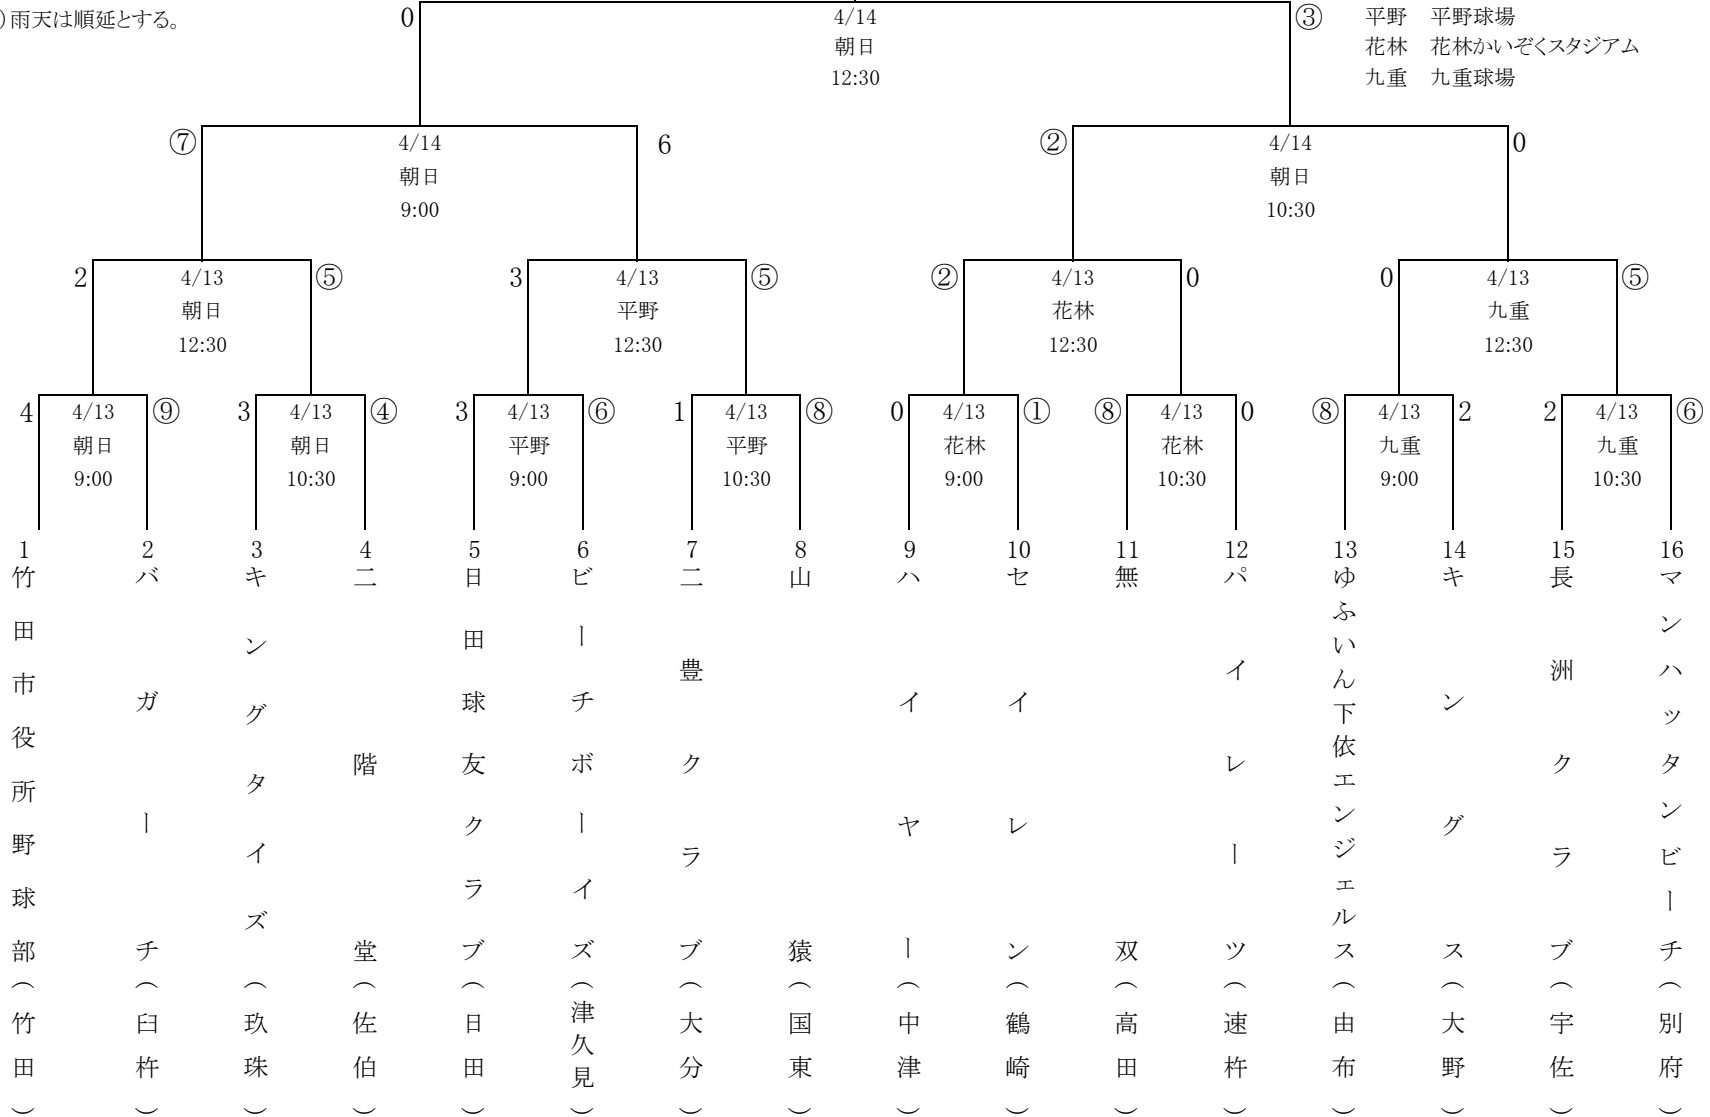 )雨天は順延とする。
平野 平野球場
花林 花林かいぞくスタジアム
九重 九重球場
0
4/14
朝日
12:30
③
⑦
4/14
朝日
9:00
6
②
4/14
朝日
10:30
0
2
4/13
朝日
12:30
⑤
3
4/13
平野
12:30
⑤
②
4/13
花林
12:30
0
0
4/13
九重
12:30
⑤
4
4/13
朝日
9:00
⑨
3
4/13
朝日
10:30
④
3
4/13
平野
9:00
⑥
1
4/13
平野
10:30
⑧
0
4/13
花林
9:00
①
⑧
4/13
花林
10:30
0
⑧
4/13
九重
9:00
2
2
4/13
九重
10:30
⑥
1
竹田市役所野球部(竹田)
2
バガーチ(臼杵)
3
キングタイズ(玖珠)
4
二階堂(佐伯)
5
日田球友クラブ(日田)
6
ビーチボーイズ(津久見)
7
二豊クラブ(大分)
8
山猿(国東)
9
ハイヤー(中津)
10
セイレン(鶴崎)
11
無双(高田)
12
パイレーツ(速杵)
13
ゆふいん下依エンジェルス(由布)
14
キングス(大野)
15
長洲クラブ(宇佐)
16
マンハッタンビーチ(別府)